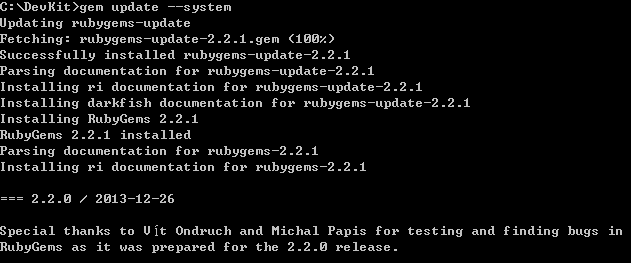 C:\DevKit>gem update --system
Updating rubygems-update
Fetching: rubygems-update-2.2.1.gem (100%)
Successfully installed rubygems-update-2.2.1
Parsing documentation for rubygems-update-2.2.1
Installing ri documentation for rubygems-update-2.2.1
Installing darkfish documentation for rubygems-update-2.2.1
Installing RubyGems 2.2.1
RubyGems 2.2.1 installed
Parsing documentation for rubygems-2.2.1
Installing ri documentation for rubygems-2.2.1
=== 2.2.0 / 2013-12-26
Special thanks to Vít Ondruch and Michal Papis for testing and finding bugs in
RubyGems as it was prepared for the 2.2.0 release.